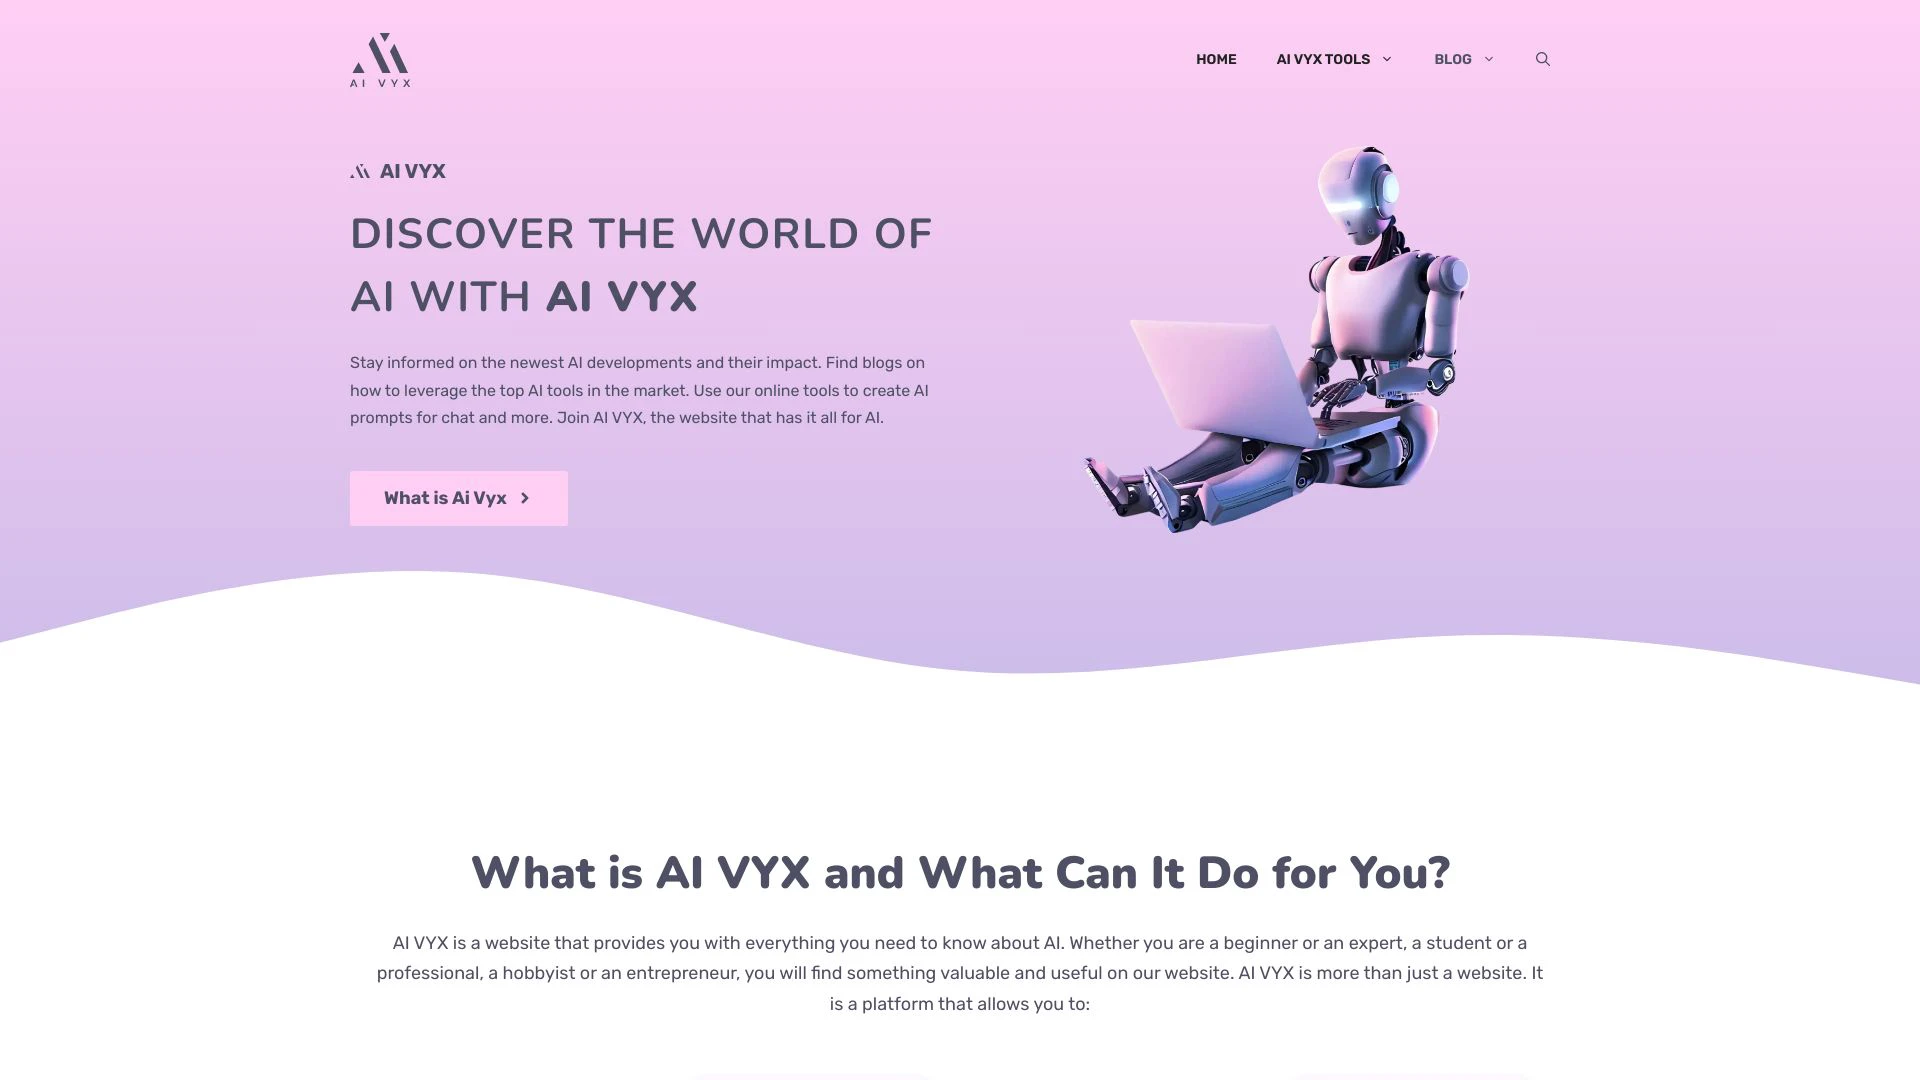 AI VYX
HOME
AI VYX TOOLS
BLOG
AI VYX
DISCOVER THE WORLD OF
AI WITH AI VYX
Stay informed on the newest AI developments and their impact. Find blogs on
how to leverage the top AI tools in the market. Use our online tools to create AI
prompts for chat and more. Join AI VYX, the website that has it all for AI.
What is Ai Vyx
What is AI VYX and What Can It Do for You?
AI VYX is a website that provides you with everything you need to know about AI. Whether you are a beginner or an expert, a student or a
professional, a hobbyist or an entrepreneur, you will find something valuable and useful on our website. AI VYX is more than just a website. It
is a platform that allows you to: